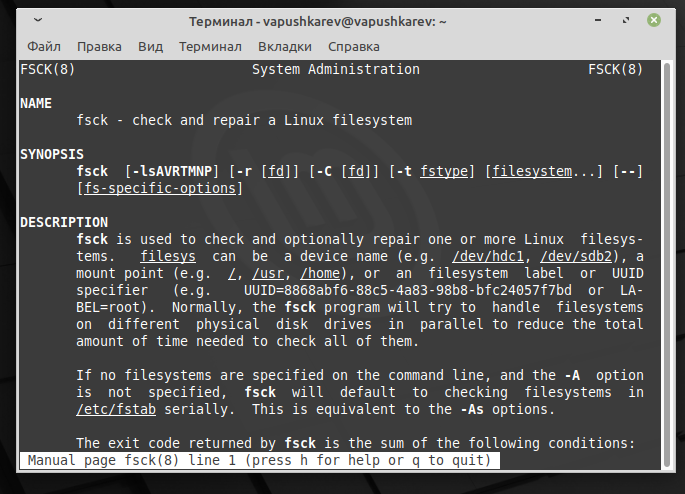 Терминал - vapushkarev@vapushkarev: ~
Файл Правка Вид Терминал Вкладки Справка
FSCK(8) System Administration FSCK(8)
NAME
fsck - check and repair a Linux filesystem
SYNOPSIS
fsck [-lsAVRTMNP] [-r [fd]] [-C [fd]] [-t fstype] [filesystem...] [--]
[fs-specific-options]
DESCRIPTION
fsck is used to check and optionally repair one or more Linux filesys-
tems. filesys can be a device name (e.g. /dev/hdc1, /dev/sdb2), a
mount point (e.g. /, /usr, /home), or an filesystem label or UUID
specifier (e.g. UUID=8868abf6-88c5-4a83-98b8-bfc24057f7bd or LA-
BEL=root). Normally, the fsck program will try to handle filesystems
on different physical disk drives in parallel to reduce the total
amount of time needed to check all of them.
If no filesystems are specified on the command line, and the -A option
is not specified, fsck will default to checking filesystems in
/etc/fstab serially. This is equivalent to the -As options.
The exit code returned by fsck is the sum of the following conditions:
Manual page fsck(8) line 1 (press h for help or q to quit)